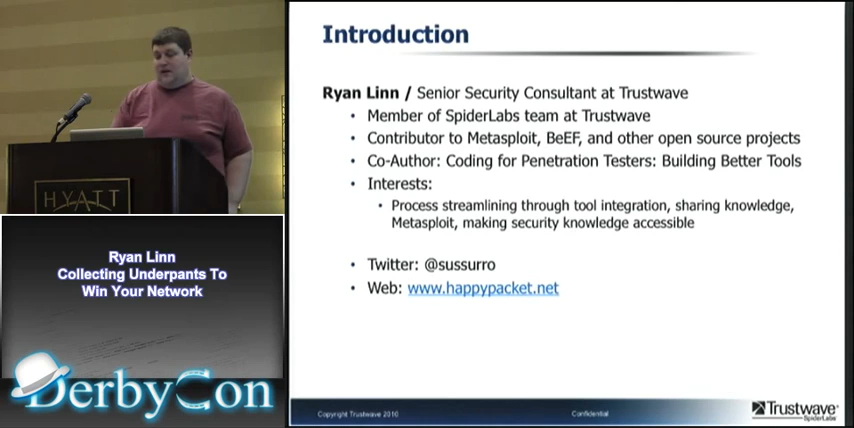 Introduction
Ryan Linn / Senior Security Consultant at Trustwave
• Member of SpiderLabs team at Trustwave
• Contributor to Metasploit, BeEF, and other open source projects
• Co-Author: Coding for Penetration Testers: Building Better Tools
• Interests:
• Process streamlining through tool integration, sharing knowledge,
Metasploit, making security knowledge accessible
• Twitter: @sussurro
• Web: www.happypacket.net
Copyright Trustwave 2010
Confidential
Trustwave®
SpiderLabs
HYATT
Ryan Linn
Collecting Underpants To
Win Your Network
DerbyCon